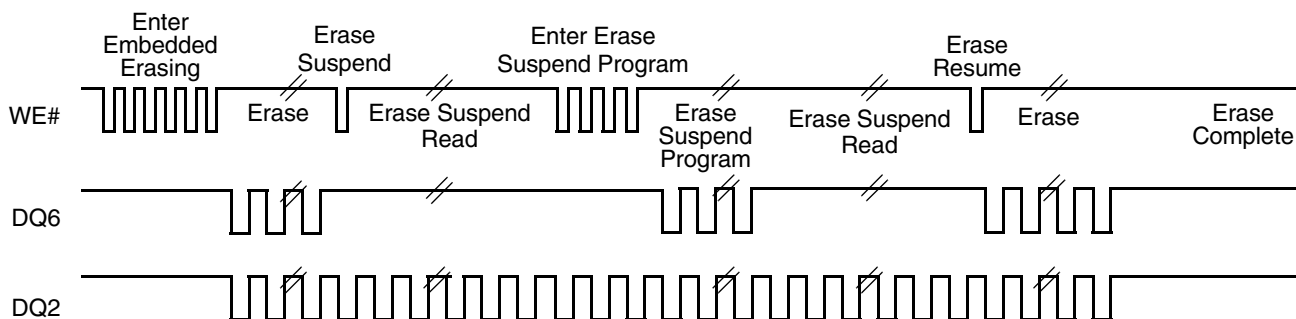 Enter
Embedded
Erasing
Erase
Suspend
Enter Erase
Suspend Program
Erase
Resume
WE#
Erase
Erase Suspend
Read
Erase
Suspend
Program
Erase Suspend
Read
Erase
Erase
Complete
DQ6
DQ2